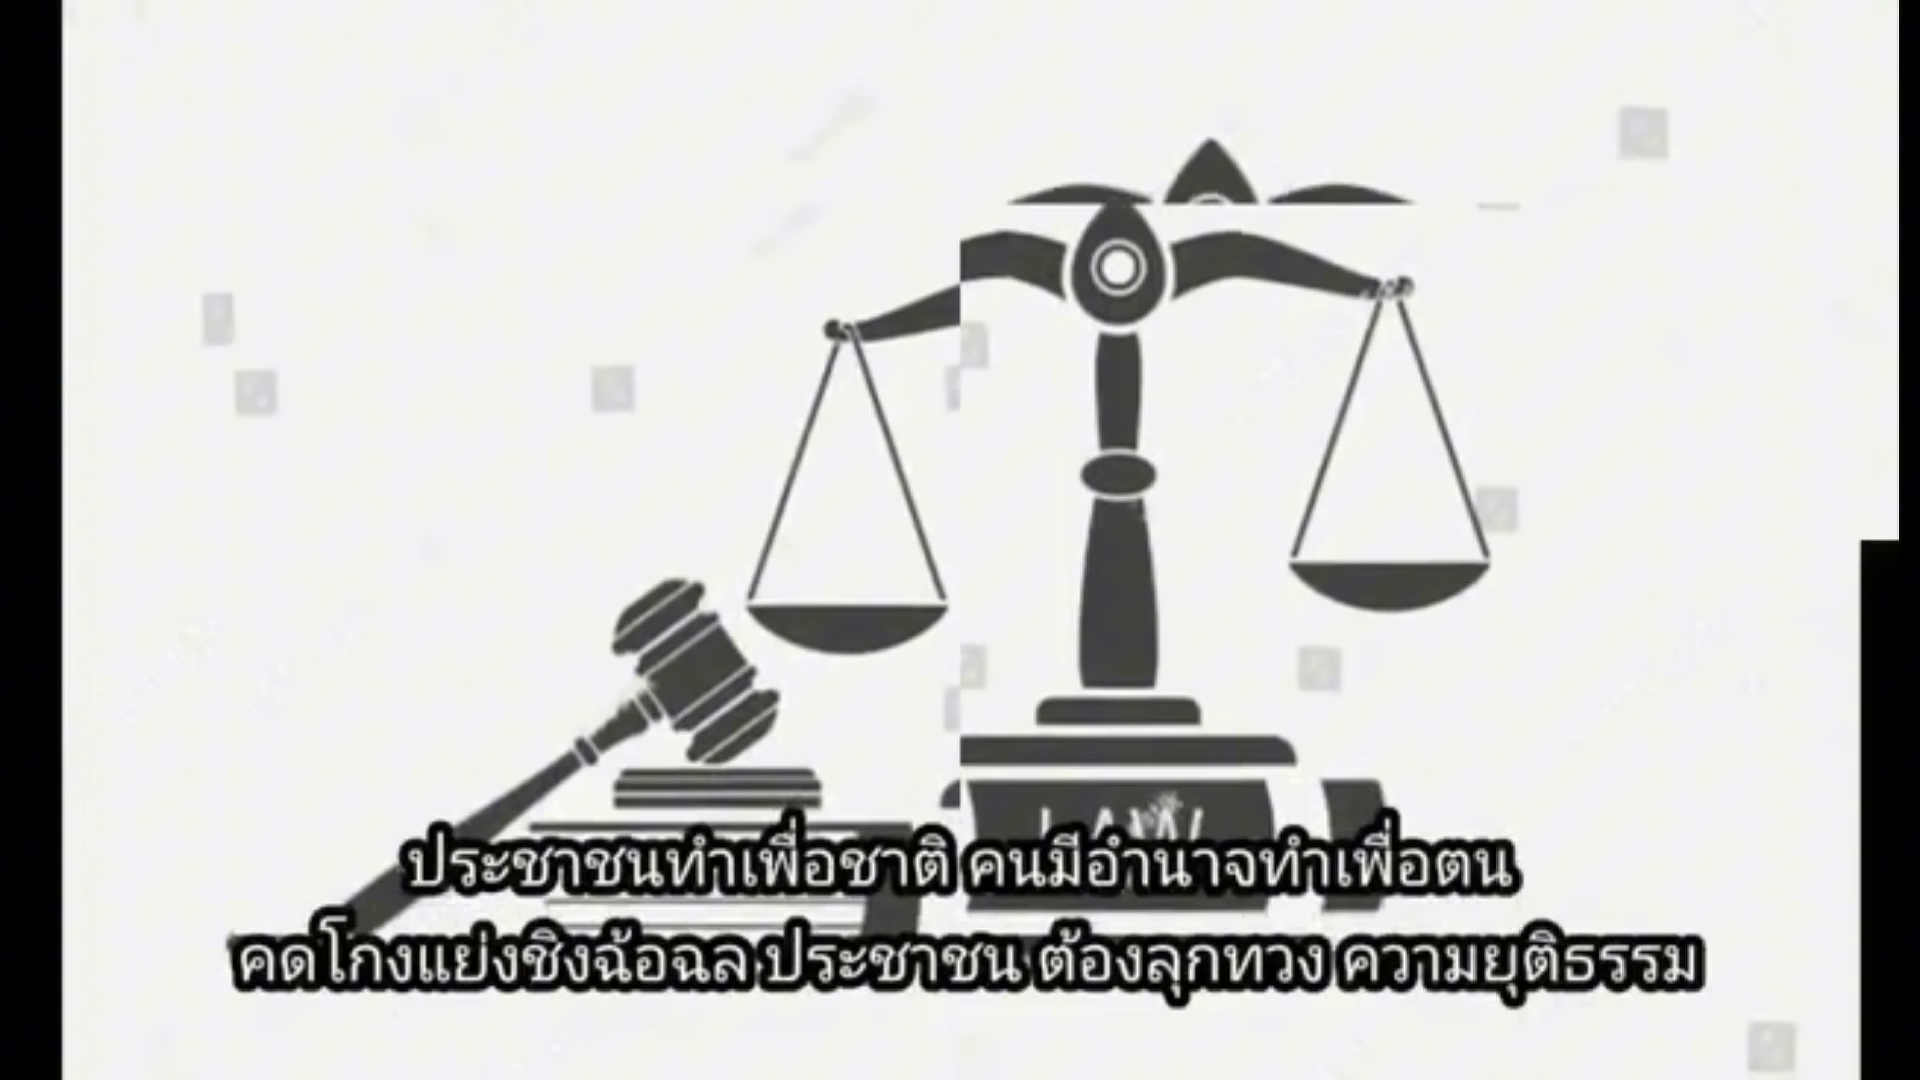 LAW
ประชาชนทำเพื่อชาติ คนมีอำนาจทำเพื่อตน
คดโกงแย่งชิงฉ้อฉล ประชาชน ต้องลุกทวง ความยุติธรรม